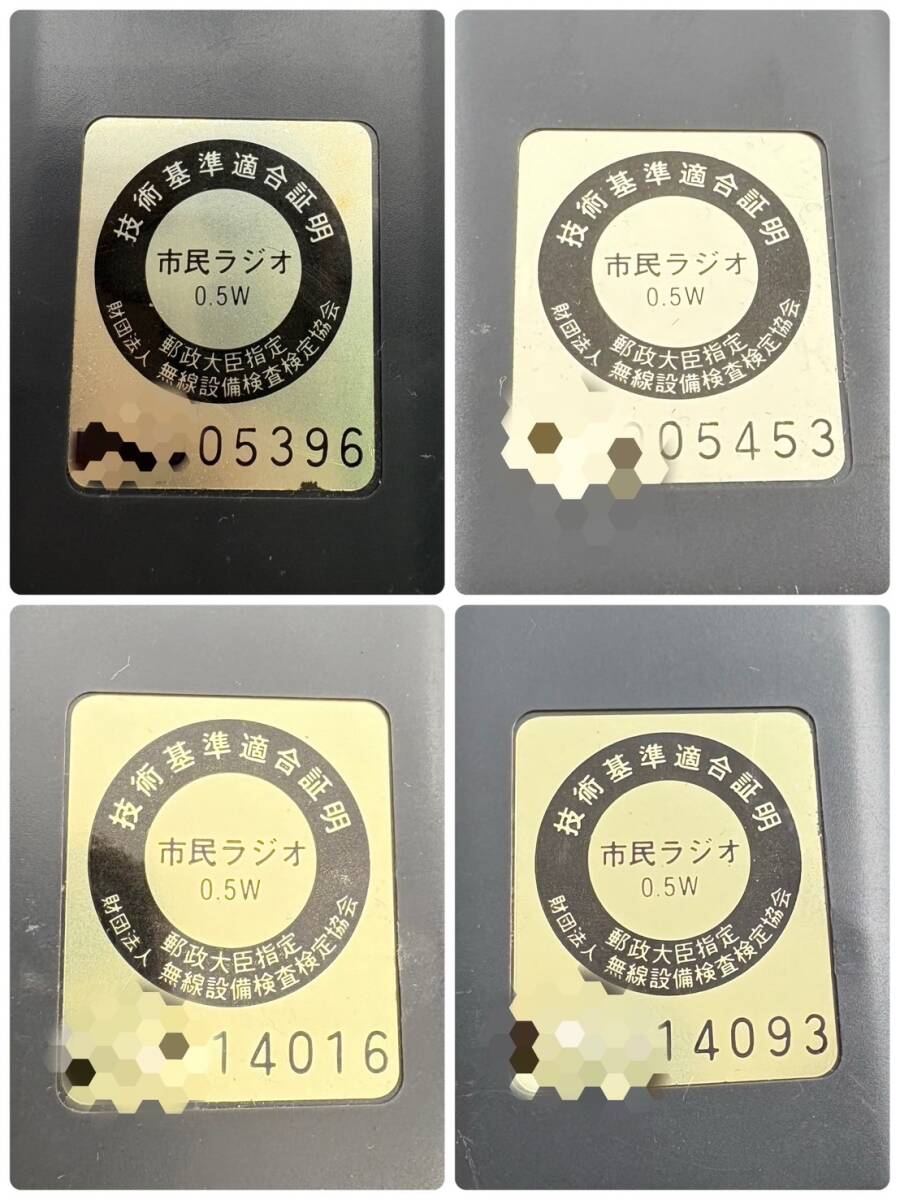 技術基準適合証明
市民ラジオ
0.5W
郵政大臣指定
財団法人 無線設備検査検定協会
05396
技術基準適合証明
市民ラジオ
0.5W
郵政大臣指定
財団法人 無線設備検査検定協会
005453
技術基準適合証明
市民ラジオ
0.5W
郵政大臣指定
財団法人 無線設備検査検定協会
14016
技術基準適合証明
市民ラジオ
0.5W
郵政大臣指定
財団法人 無線設備検査検定協会
14093